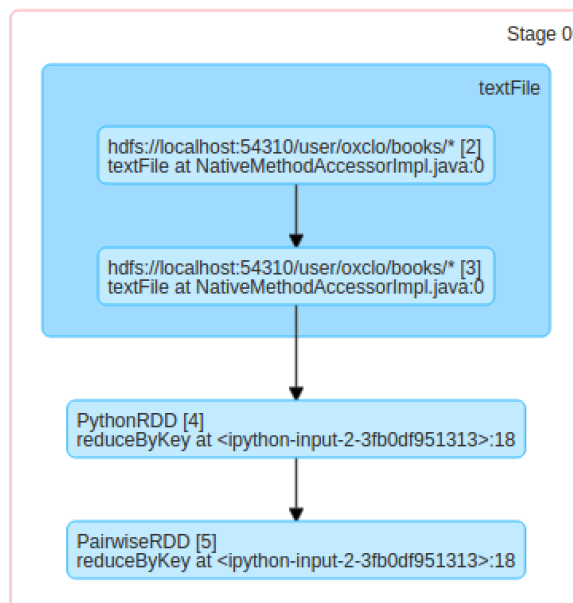 Stage 0
textFile
hdfs://localhost:54310/user/oxclo/books/* [2]
textFile at NativeMethodAccessorImpl.java:0
hdfs://localhost:54310/user/oxclo/books/* [3]
textFile at NativeMethodAccessorImpl.java:0
PythonRDD [4]
reduceByKey at <ipython-input-2-3fb0df951313>:18
PairwiseRDD [5]
reduceByKey at <ipython-input-2-3fb0df951313>:18